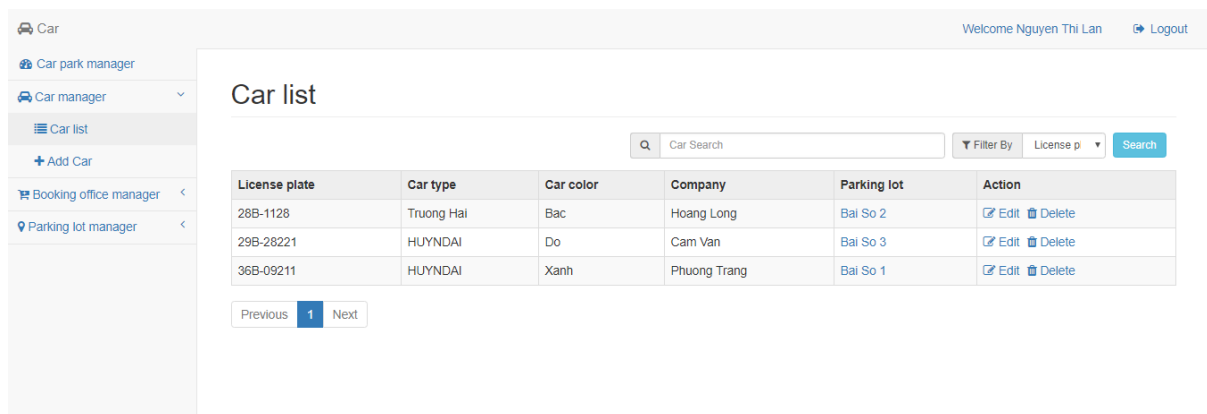 Car
Welcome Nguyen Thi Lan Logout
Car park manager
Car manager
Car list
Add Car
Booking office manager
Parking lot manager
Car list
Car Search Filter By License pl Search
License plate Car type Car color Company Parking lot Action
28B-1128 Truong Hai Bac Hoang Long Bai So 2 Edit Delete
29B-28221 HUYNDAI Do Cam Van Bai So 3 Edit Delete
36B-09211 HUYNDAI Xanh Phuong Trang Bai So 1 Edit Delete
Previous 1 Next